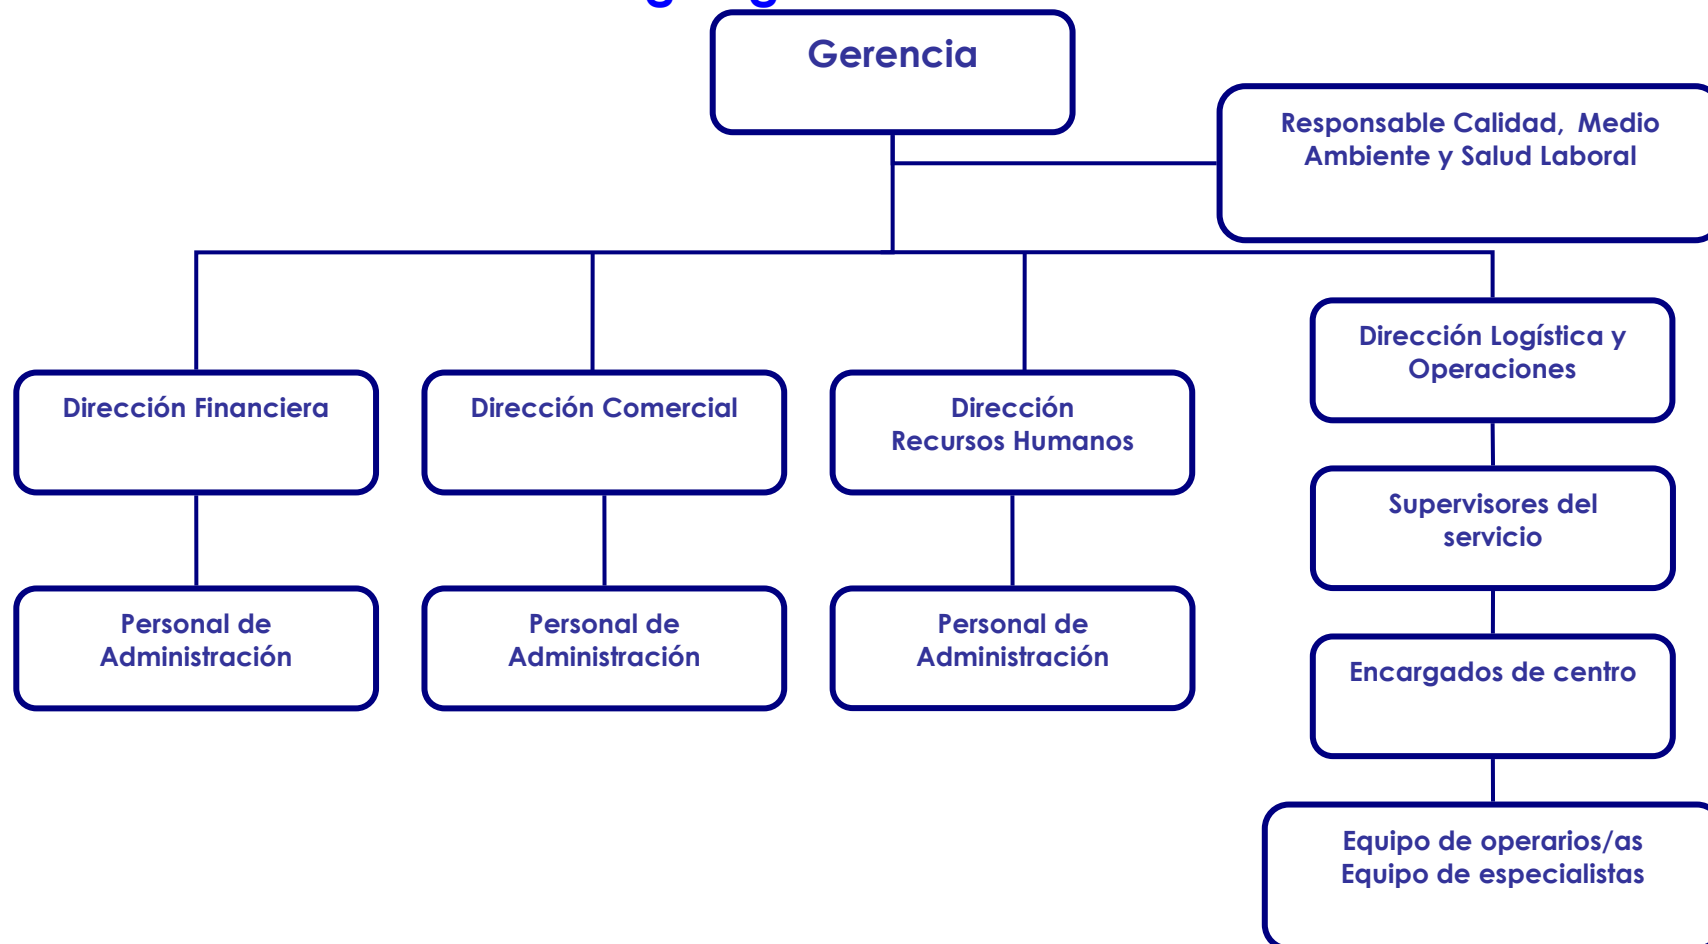 Gerencia
Responsable Calidad, Medio
Ambiente y Salud Laboral
Dirección Logística y
Operaciones
Dirección Financiera
Dirección Comercial
Dirección
Recursos Humanos
Supervisores del
servicio
Personal de
Administración
Personal de
Administración
Personal de
Administración
Encargados de centro
Equipo de operarios/as
Equipo de especialistas